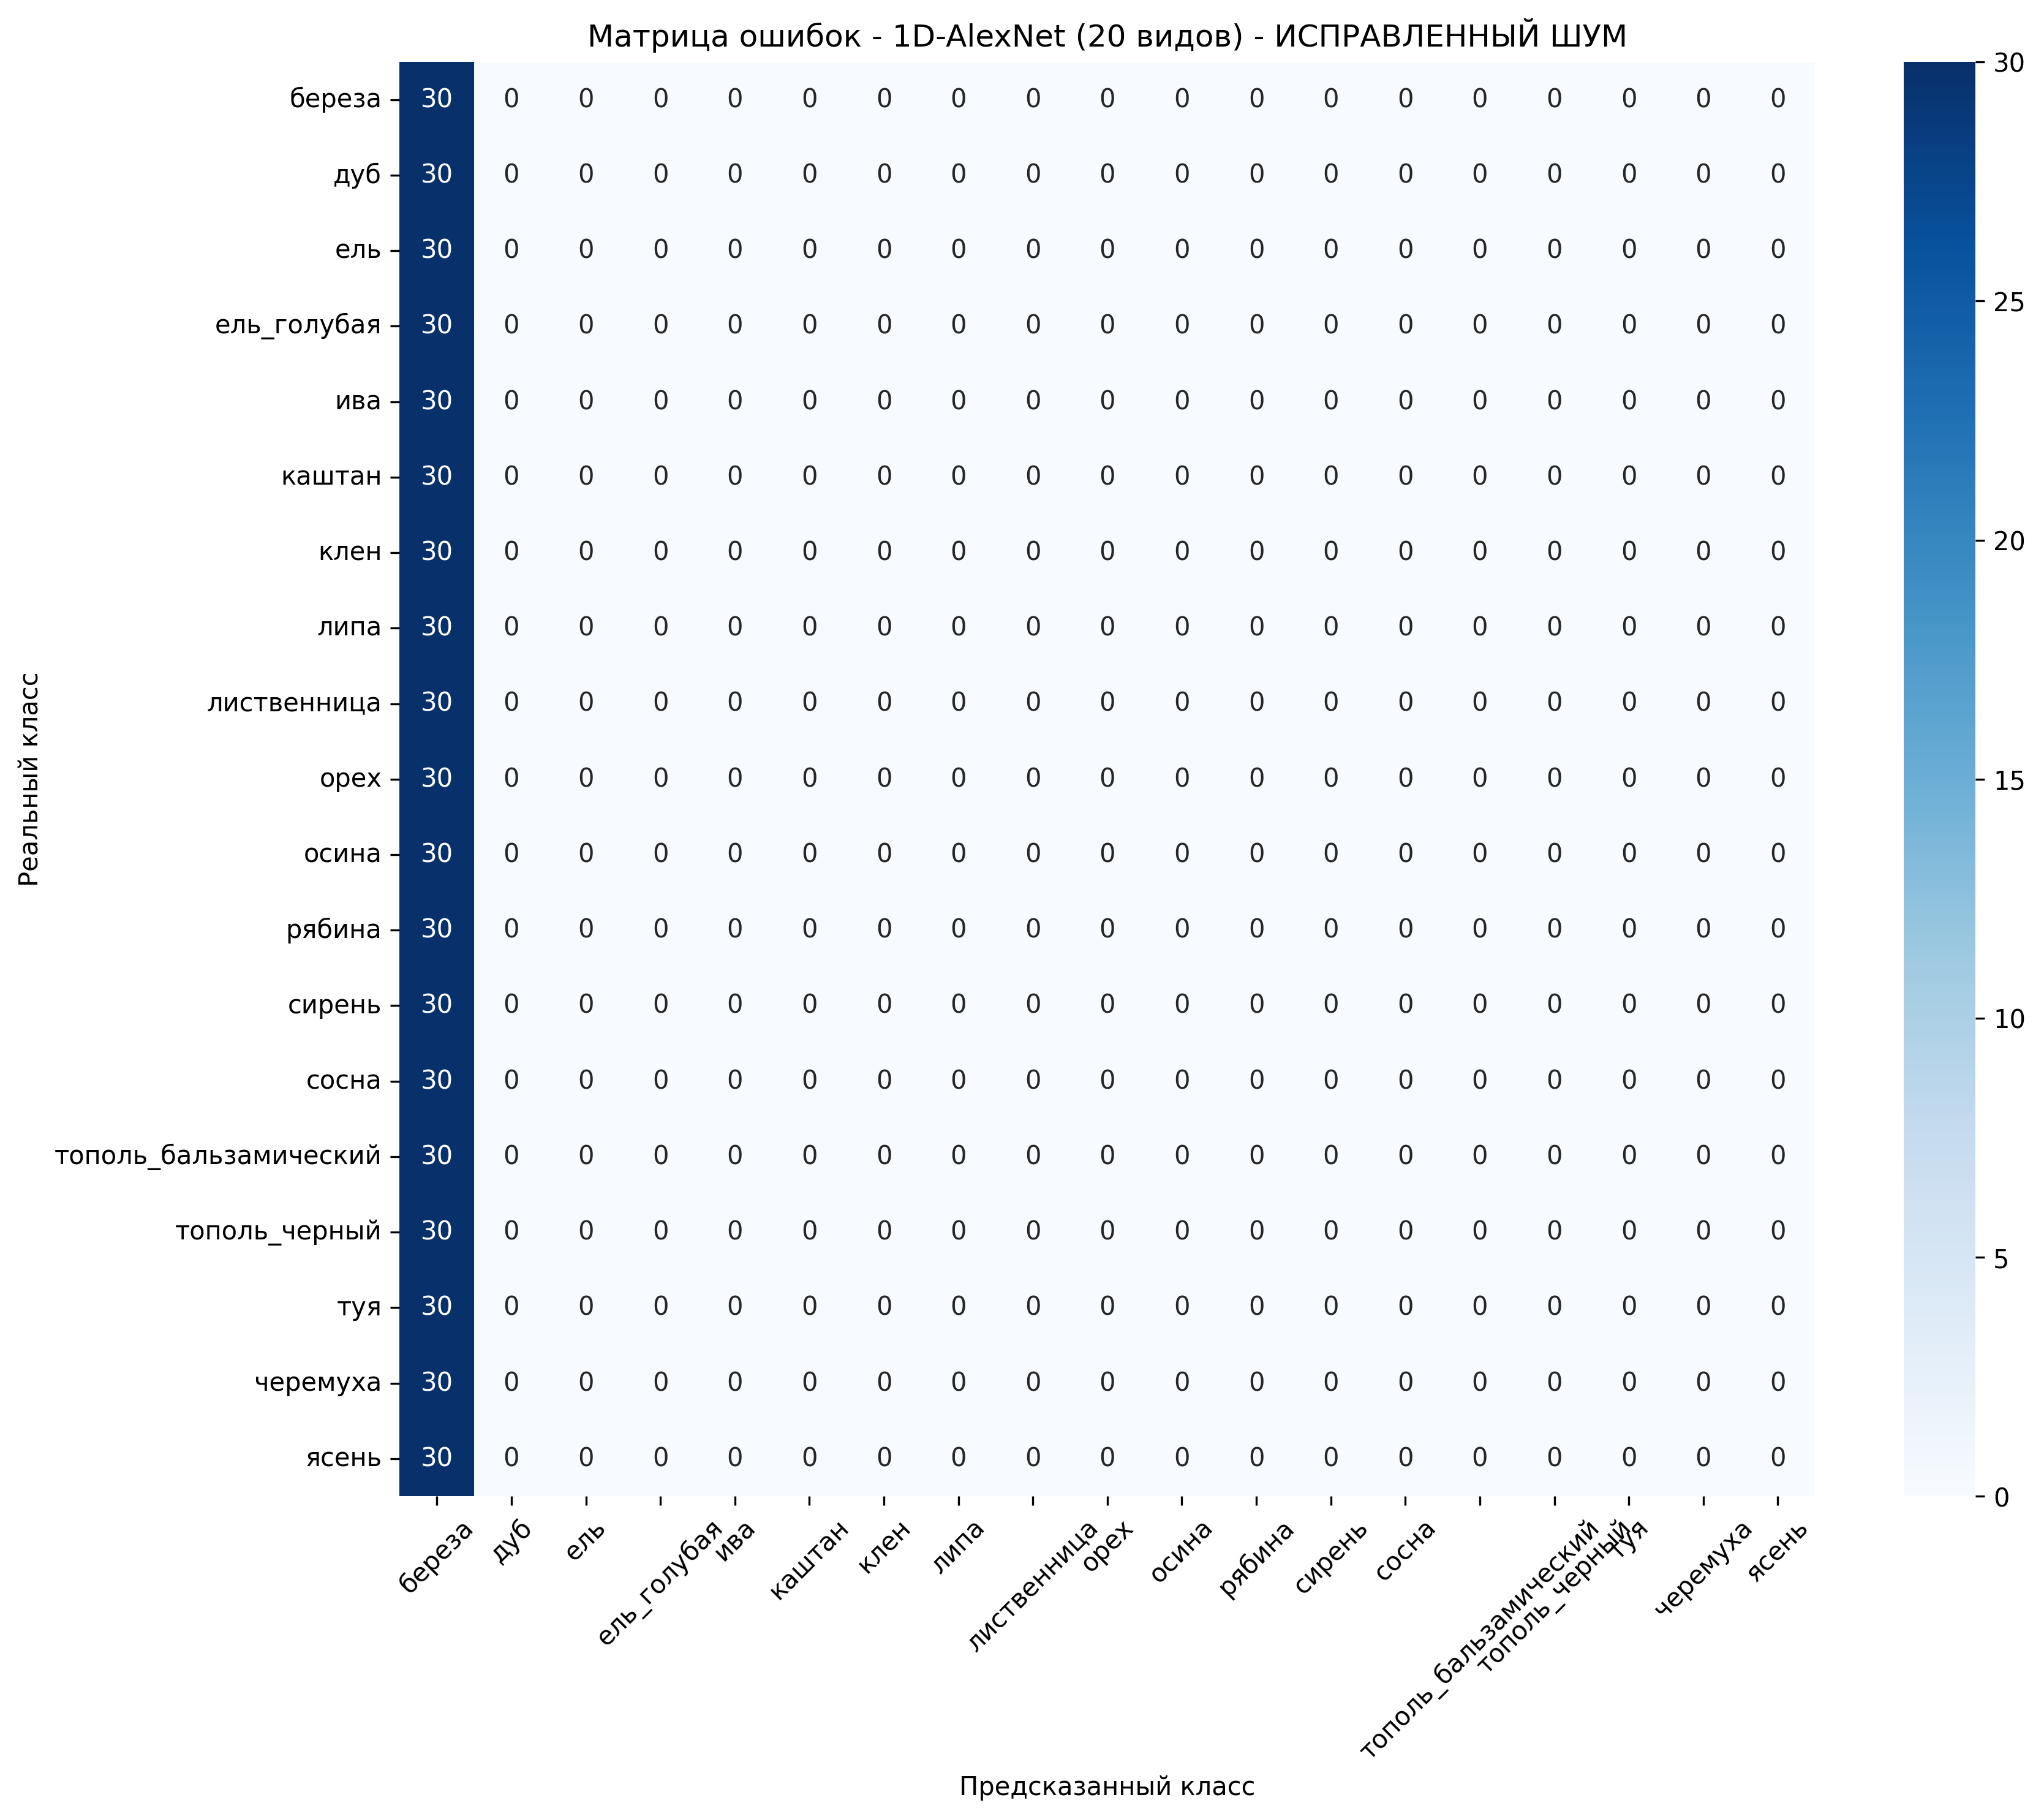 Матрица ошибок - 1D-AlexNet (20 видов) - ИСПРАВЛЕННЫЙ ШУМ
береза 30 0 0 0 0 0 0 0 0 0 0 0 0 0 0 0 0 0 0
дуб 30 0 0 0 0 0 0 0 0 0 0 0 0 0 0 0 0 0 0
ель 30 0 0 0 0 0 0 0 0 0 0 0 0 0 0 0 0 0 0
ель_голубая 30 0 0 0 0 0 0 0 0 0 0 0 0 0 0 0 0 0 0
ива 30 0 0 0 0 0 0 0 0 0 0 0 0 0 0 0 0 0 0
каштан 30 0 0 0 0 0 0 0 0 0 0 0 0 0 0 0 0 0 0
клен 30 0 0 0 0 0 0 0 0 0 0 0 0 0 0 0 0 0 0
липа 30 0 0 0 0 0 0 0 0 0 0 0 0 0 0 0 0 0 0
лиственница 30 0 0 0 0 0 0 0 0 0 0 0 0 0 0 0 0 0 0
орех 30 0 0 0 0 0 0 0 0 0 0 0 0 0 0 0 0 0 0
осина 30 0 0 0 0 0 0 0 0 0 0 0 0 0 0 0 0 0 0
рябина 30 0 0 0 0 0 0 0 0 0 0 0 0 0 0 0 0 0 0
сирень 30 0 0 0 0 0 0 0 0 0 0 0 0 0 0 0 0 0 0
сосна 30 0 0 0 0 0 0 0 0 0 0 0 0 0 0 0 0 0 0
тополь_бальзамический 30 0 0 0 0 0 0 0 0 0 0 0 0 0 0 0 0 0 0
тополь_черный 30 0 0 0 0 0 0 0 0 0 0 0 0 0 0 0 0 0 0
туя 30 0 0 0 0 0 0 0 0 0 0 0 0 0 0 0 0 0 0
черемуха 30 0 0 0 0 0 0 0 0 0 0 0 0 0 0 0 0 0 0
ясень 30 0 0 0 0 0 0 0 0 0 0 0 0 0 0 0 0 0 0
Реальный класс
береза
дуб
ель
ель_голубая
ива
каштан
клен
липа
лиственница
орех
осина
рябина
сирень
сосна
тополь_бальзамический
тополь_черный
туя
черемуха
ясень
Предсказанный класс
30
25
20
15
10
5
0